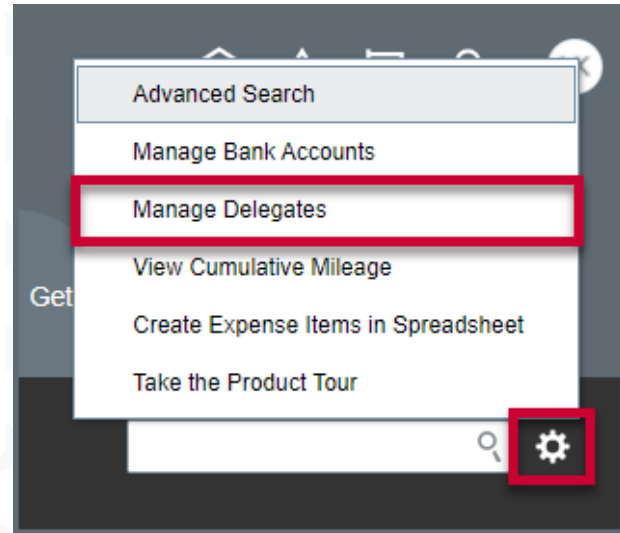 Advanced Search
Manage Bank Accounts
Manage Delegates
View Cumulative Mileage
Get
Create Expense Items in Spreadsheet
Take the Product Tour